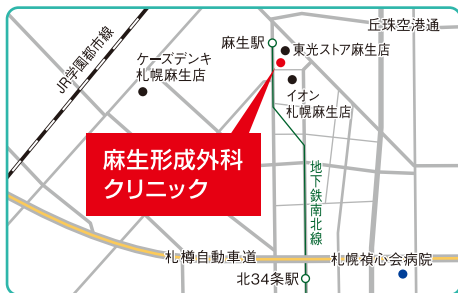 丘珠空港通
麻生駅
東光ストア麻生店
ケーズデンキ
札幌麻生店
JR学園都市線
イオン
札幌麻生店
麻生形成外科
クリニック
地下鉄南北線
札樽自動車道
札幌禎心会病院
北34条駅